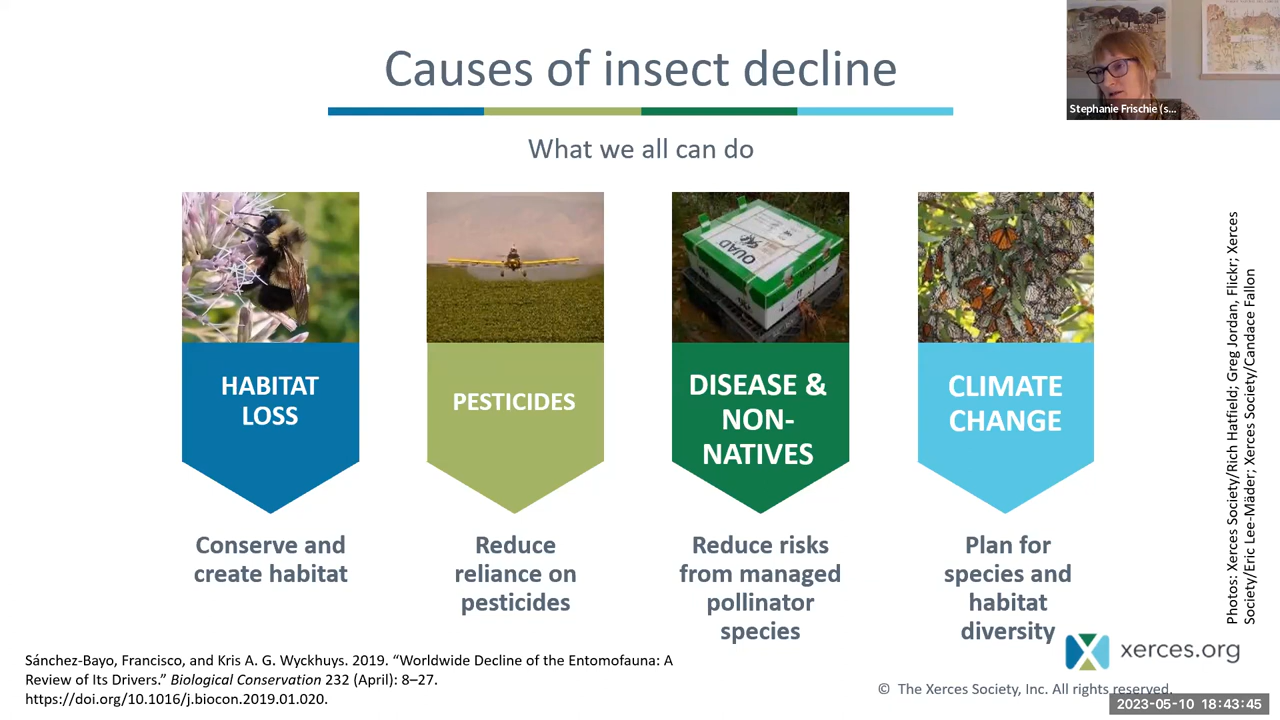 Causes of insect decline
Stephanie Frischie (s...
What we all can do
QUAD
HABITAT
LOSS
PESTICIDES
DISEASE &
NON-
NATIVES
CLIMATE
CHANGE
Conserve and
create habitat
Reduce
reliance on
pesticides
Reduce risks
from managed
pollinator
species
Plan for
species and
habitat
diversity
Photos: Xerces Society/Rich Hatfield; Greg Jordan, Flickr; Xerces
Society/Eric Lee-Mäder; Xerces Society/Candace Fallon
Sánchez-Bayo, Francisco, and Kris A. G. Wyckhuys. 2019. “Worldwide Decline of the Entomofauna: A
Review of Its Drivers.” Biological Conservation 232 (April): 8–27.
https://doi.org/10.1016/j.biocon.2019.01.020.
xerces.org
© The Xerces Society, Inc. All rights reserved.
2023-05-10 18:43:45